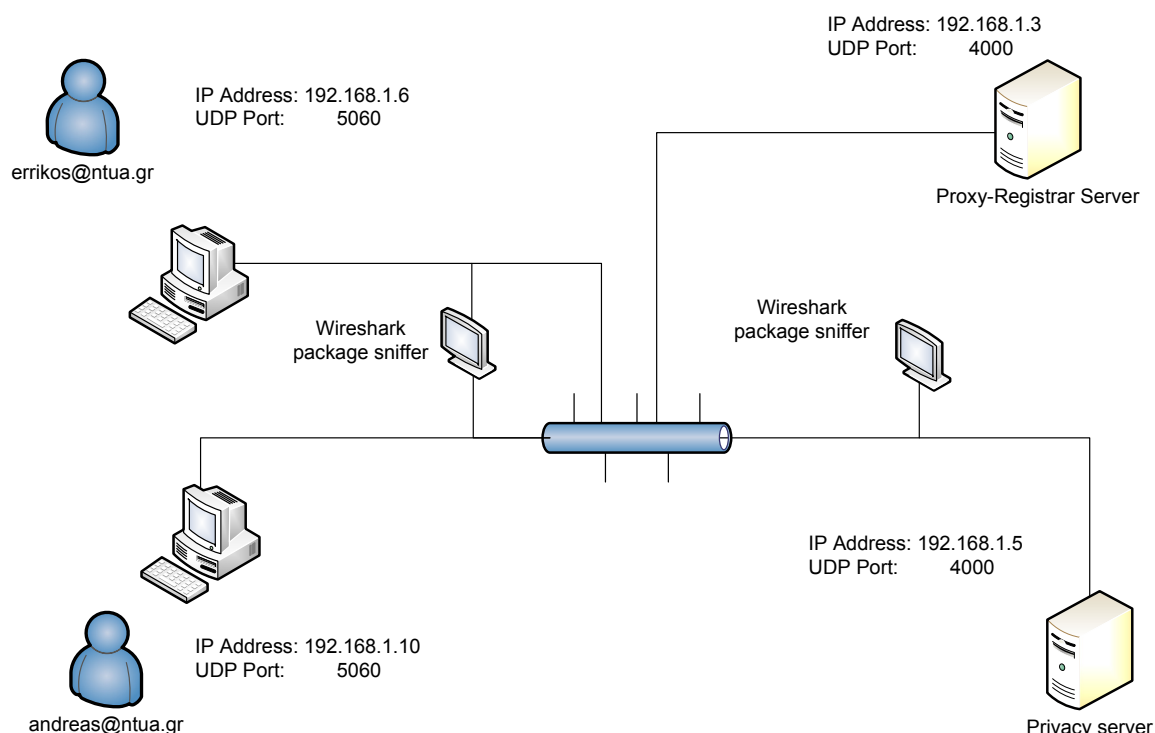 IP Address: 192.168.1.3
UDP Port: 4000
Proxy-Registrar Server
IP Address: 192.168.1.6
UDP Port: 5060
errikos@ntua.gr
Wireshark
package sniffer
Wireshark
package sniffer
IP Address: 192.168.1.5
UDP Port: 4000
Privacy server
IP Address: 192.168.1.10
UDP Port: 5060
andreas@ntua.gr